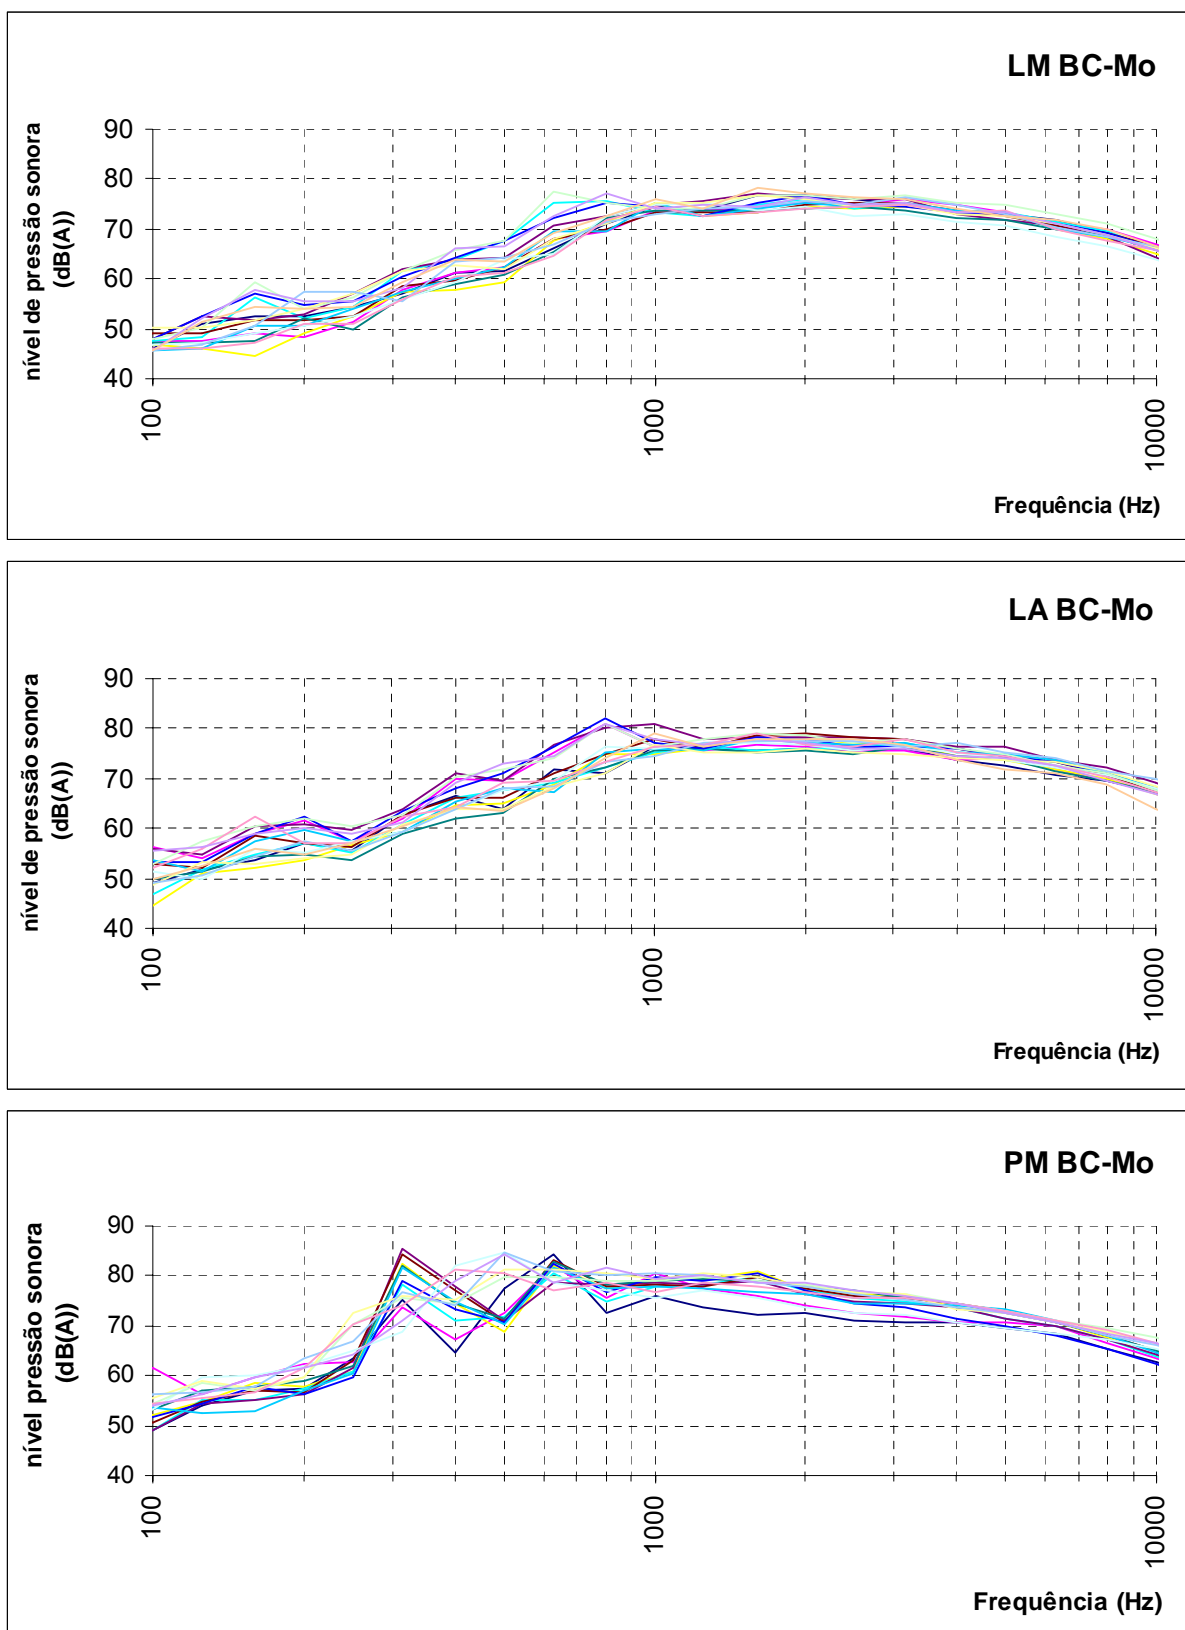 LM BC-Mo
nível de pressão sonora
(dB(A))
90
80
70
60
50
40
100
1000
10000
Frequência (Hz)
LA BC-Mo
nível de pressão sonora
(dB(A))
90
80
70
60
50
40
100
1000
10000
Frequência (Hz)
PM BC-Mo
nível pressão sonora
(dB(A))
90
80
70
60
50
40
100
1000
10000
Frequência (Hz)